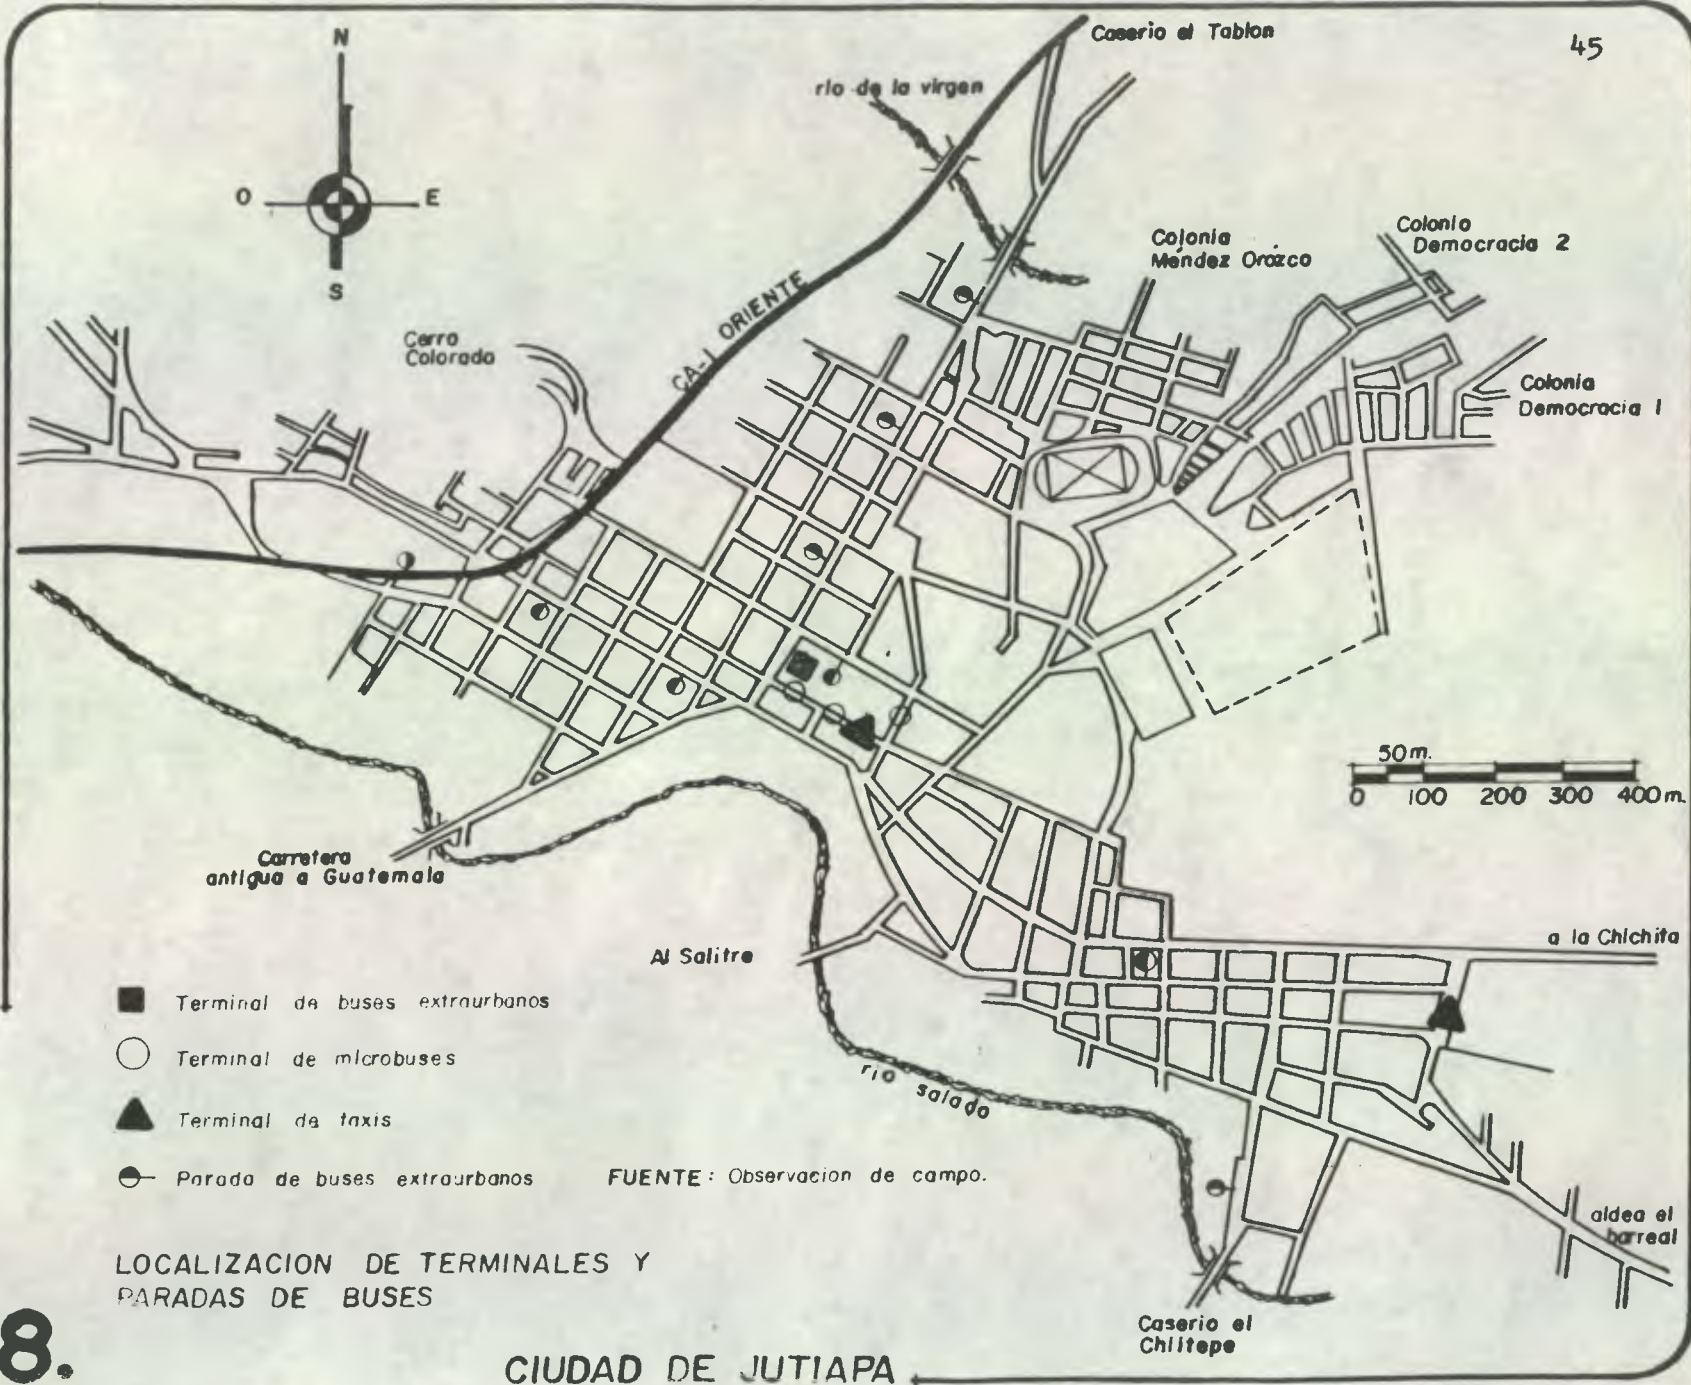 45
N
O
E
S
Caserio el Tablon
rio de la virgen
Colonia
Méndez Orózco
Colonia
Democracia 2
Cerro
Colorado
CA-1 ORIENTE
Colonia
Democracia 1
50m.
0 100 200 300 400m.
Carretera
antigua a Guatemala
Al Salitre
a la Chichita
rio salado
aldea el
barreal
Caserio el
Chiltepe
Terminal de buses extraurbanos
Terminal de microbuses
Terminal de taxis
Parada de buses extraurbanos
FUENTE: Observacion de campo.
LOCALIZACION DE TERMINALES Y
PARADAS DE BUSES
8.
CIUDAD DE JUTIAPA